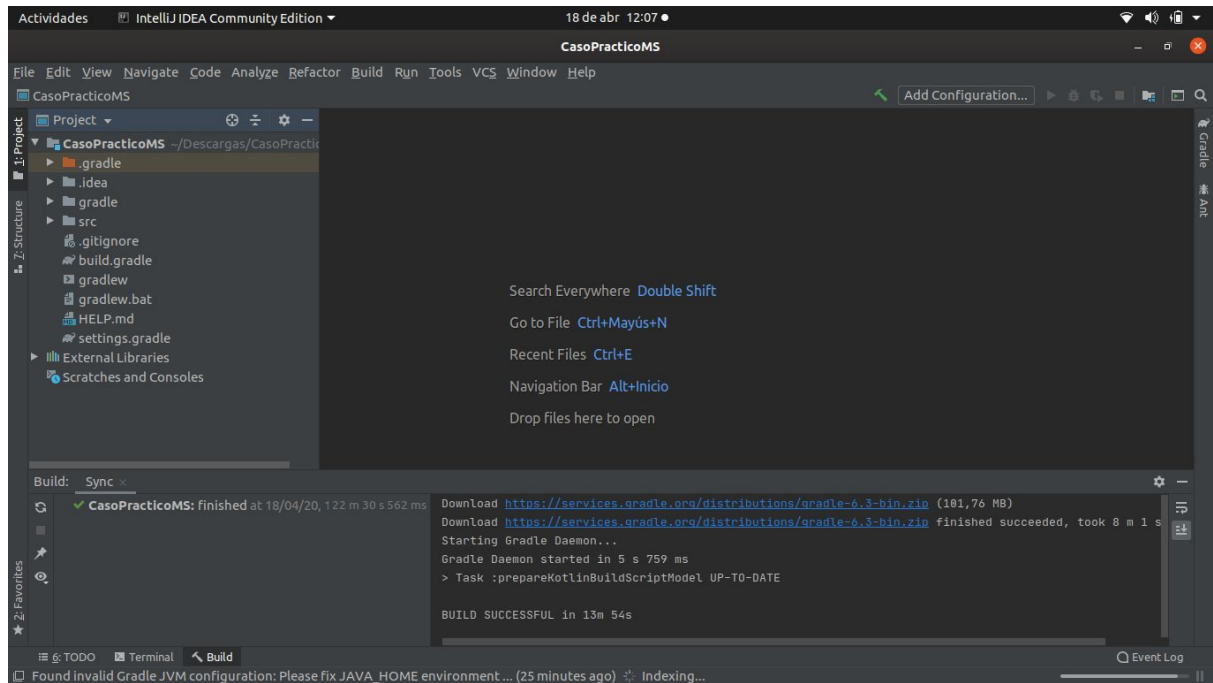 Actividades IntelliJ IDEA Community Edition 18 de abr 12:07
CasoPracticoMS
File Edit View Navigate Code Analyze Refactor Build Run Tools VCS Window Help
CasoPracticoMS Add Configuration...
1: Project
7: Structure
2: Favorites
Project
CasoPracticoMS ~/Descargas/CasoPractic
.gradle
.idea
gradle
src
.gitignore
build.gradle
gradlew
gradlew.bat
HELP.md
settings.gradle
External Libraries
Scratches and Consoles
Search Everywhere Double Shift
Go to File Ctrl+Mayús+N
Recent Files Ctrl+E
Navigation Bar Alt+Inicio
Drop files here to open
Gradle
Ant
Build: Sync
CasoPracticoMS: finished at 18/04/20, 122 m 30 s 562 ms
Download https://services.gradle.org/distributions/gradle-6.3-bin.zip (101,76 MB)
Download https://services.gradle.org/distributions/gradle-6.3-bin.zip finished succeeded, took 8 m 1 s
Starting Gradle Daemon...
Gradle Daemon started in 5 s 759 ms
> Task :prepareKotlinBuildScriptModel UP-TO-DATE
BUILD SUCCESSFUL in 13m 54s
6: TODO Terminal Build Event Log
Found invalid Gradle JVM configuration: Please fix JAVA_HOME environment ... (25 minutes ago) Indexing...